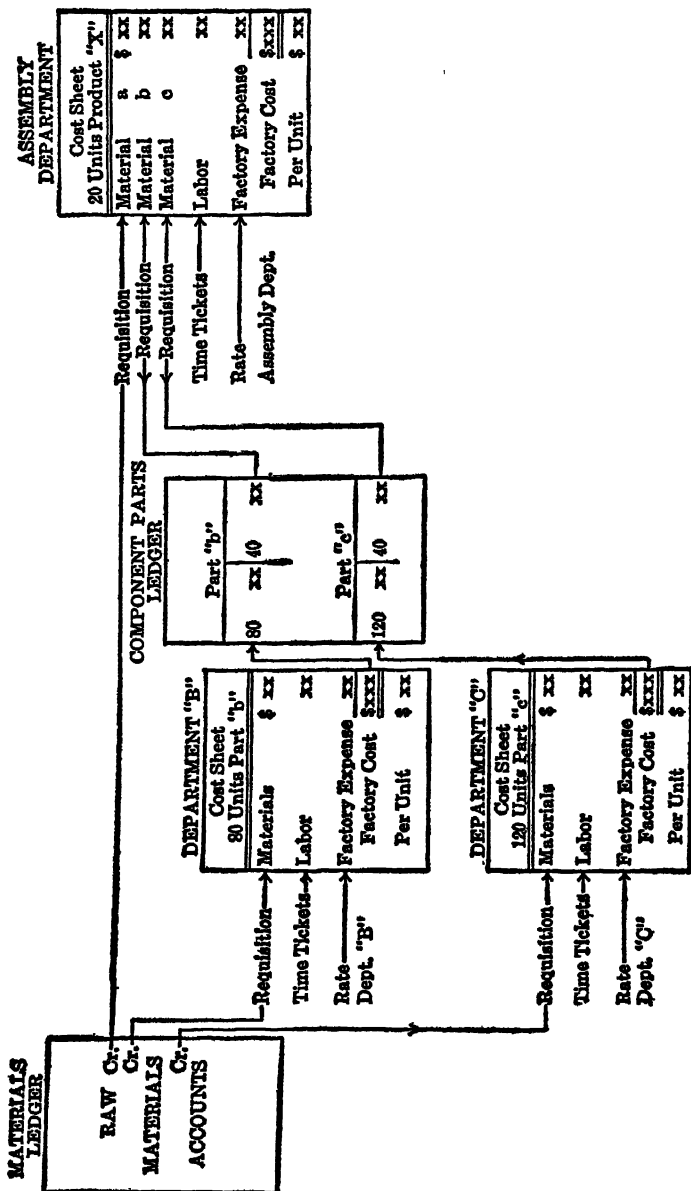 MATERIALS
LEDGER
RAW Cr.
Cr.
MATERIALS
Cr.
ACCOUNTS
Requisition
Time Tickets
Rate
Dept. "B"
DEPARTMENT "B"
Cost Sheet
80 Units Part "b"
Materials $ xx
Labor xx
Factory Expense xx
Factory Cost $xxx
Per Unit $ xx
Requisition
Time Tickets
Rate
Dept. "C"
DEPARTMENT "C"
Cost Sheet
120 Units Part "c"
Materials $ xx
Labor xx
Factory Expense xx
Factory Cost $xxx
Per Unit $ xx
COMPONENT PARTS
LEDGER
Part "b"
80 xx 40 xx
Part "c"
120 xx 40 xx
Requisition
Requisition
Requisition
Time Tickets
Rate
Assembly Dept.
ASSEMBLY
DEPARTMENT
Cost Sheet
20 Units Product "X"
Material a $ xx
Material b xx
Material c xx
Labor xx
Factory Expense xx
Factory Cost $xxx
Per Unit $ xx